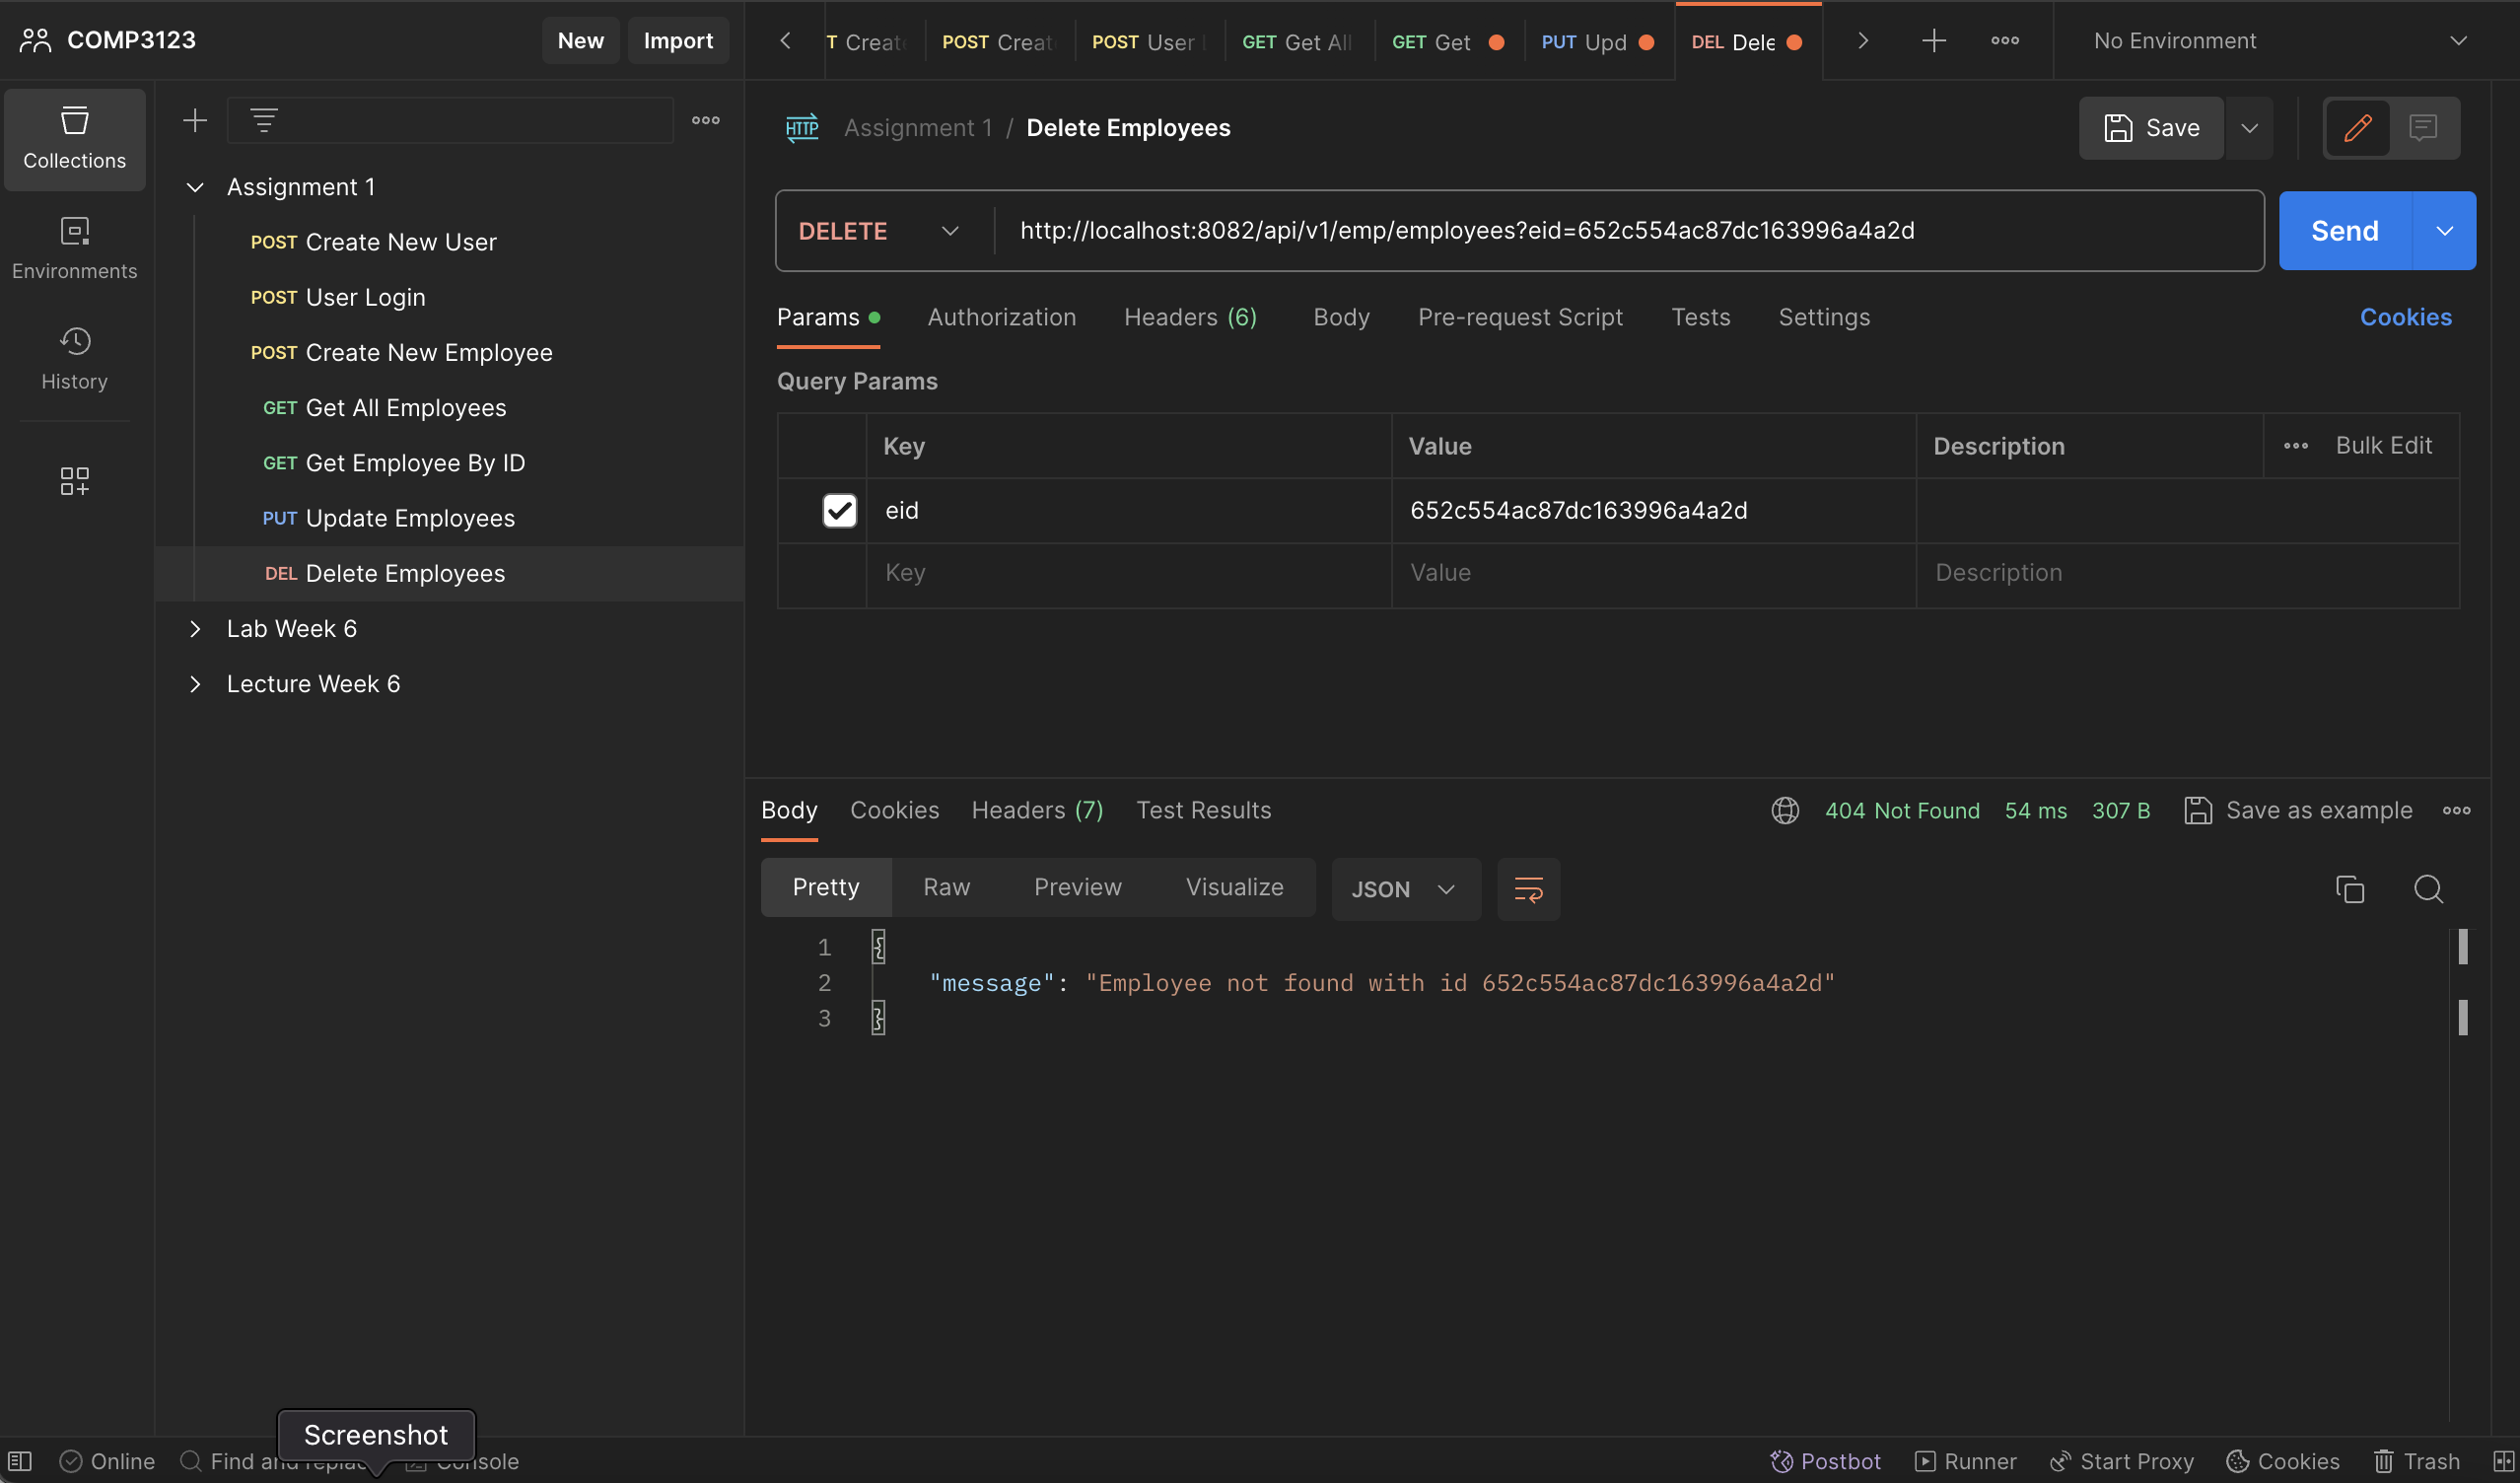 COMP3123
New
Import
T Create
POST Creat
POST User
GET Get All
GET Get
PUT Upd
DEL Dele
No Environment
Collections
Environments
History
Assignment 1
POST Create New User
POST User Login
POST Create New Employee
GET Get All Employees
GET Get Employee By ID
PUT Update Employees
DEL Delete Employees
Lab Week 6
Lecture Week 6
HTTP
Assignment 1 / Delete Employees
Save
DELETE
http://localhost:8082/api/v1/emp/employees?eid=652c554ac87dc163996a4a2d
Send
Params
Authorization
Headers (6)
Body
Pre-request Script
Tests
Settings
Cookies
Query Params
Key
Value
Description
Bulk Edit
eid
652c554ac87dc163996a4a2d
Key
Value
Description
Body
Cookies
Headers (7)
Test Results
404 Not Found
54 ms
307 B
Save as example
Pretty
Raw
Preview
Visualize
JSON
1 {
2 "message": "Employee not found with id 652c554ac87dc163996a4a2d"
3 }
Screenshot
Online
Find and replac
Console
Postbot
Runner
Start Proxy
Cookies
Trash